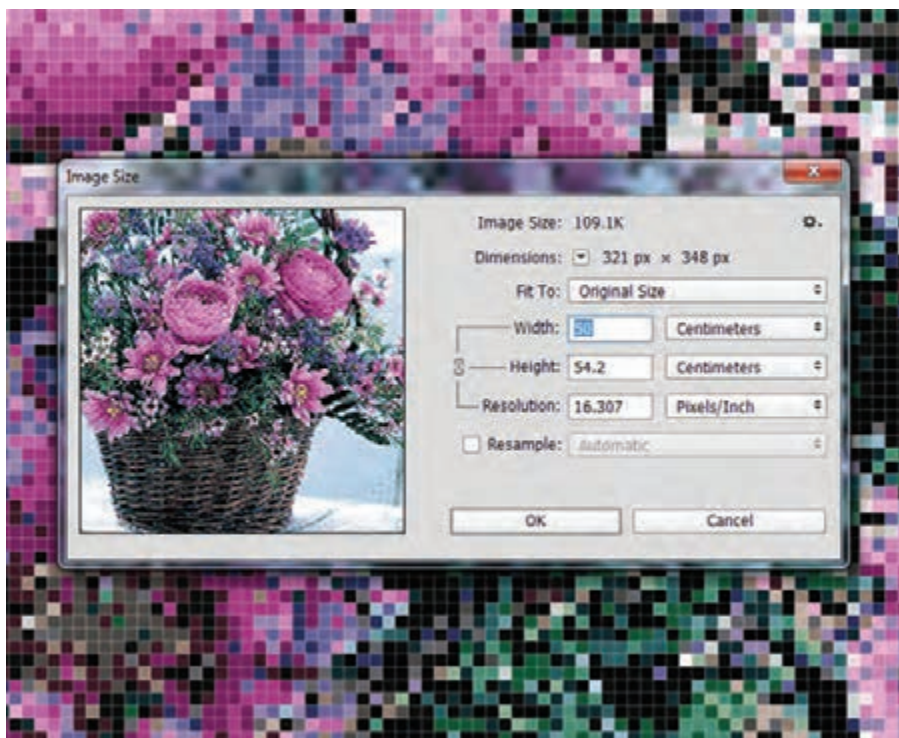 Image Size
Image Size: 109.1K
Dimensions: 321 px × 348 px
Fit To: Original Size
Width: 50 Centimeters
Height: 54.2 Centimeters
Resolution: 16.307 Pixels/Inch
Resample: Automatic
OK Cancel